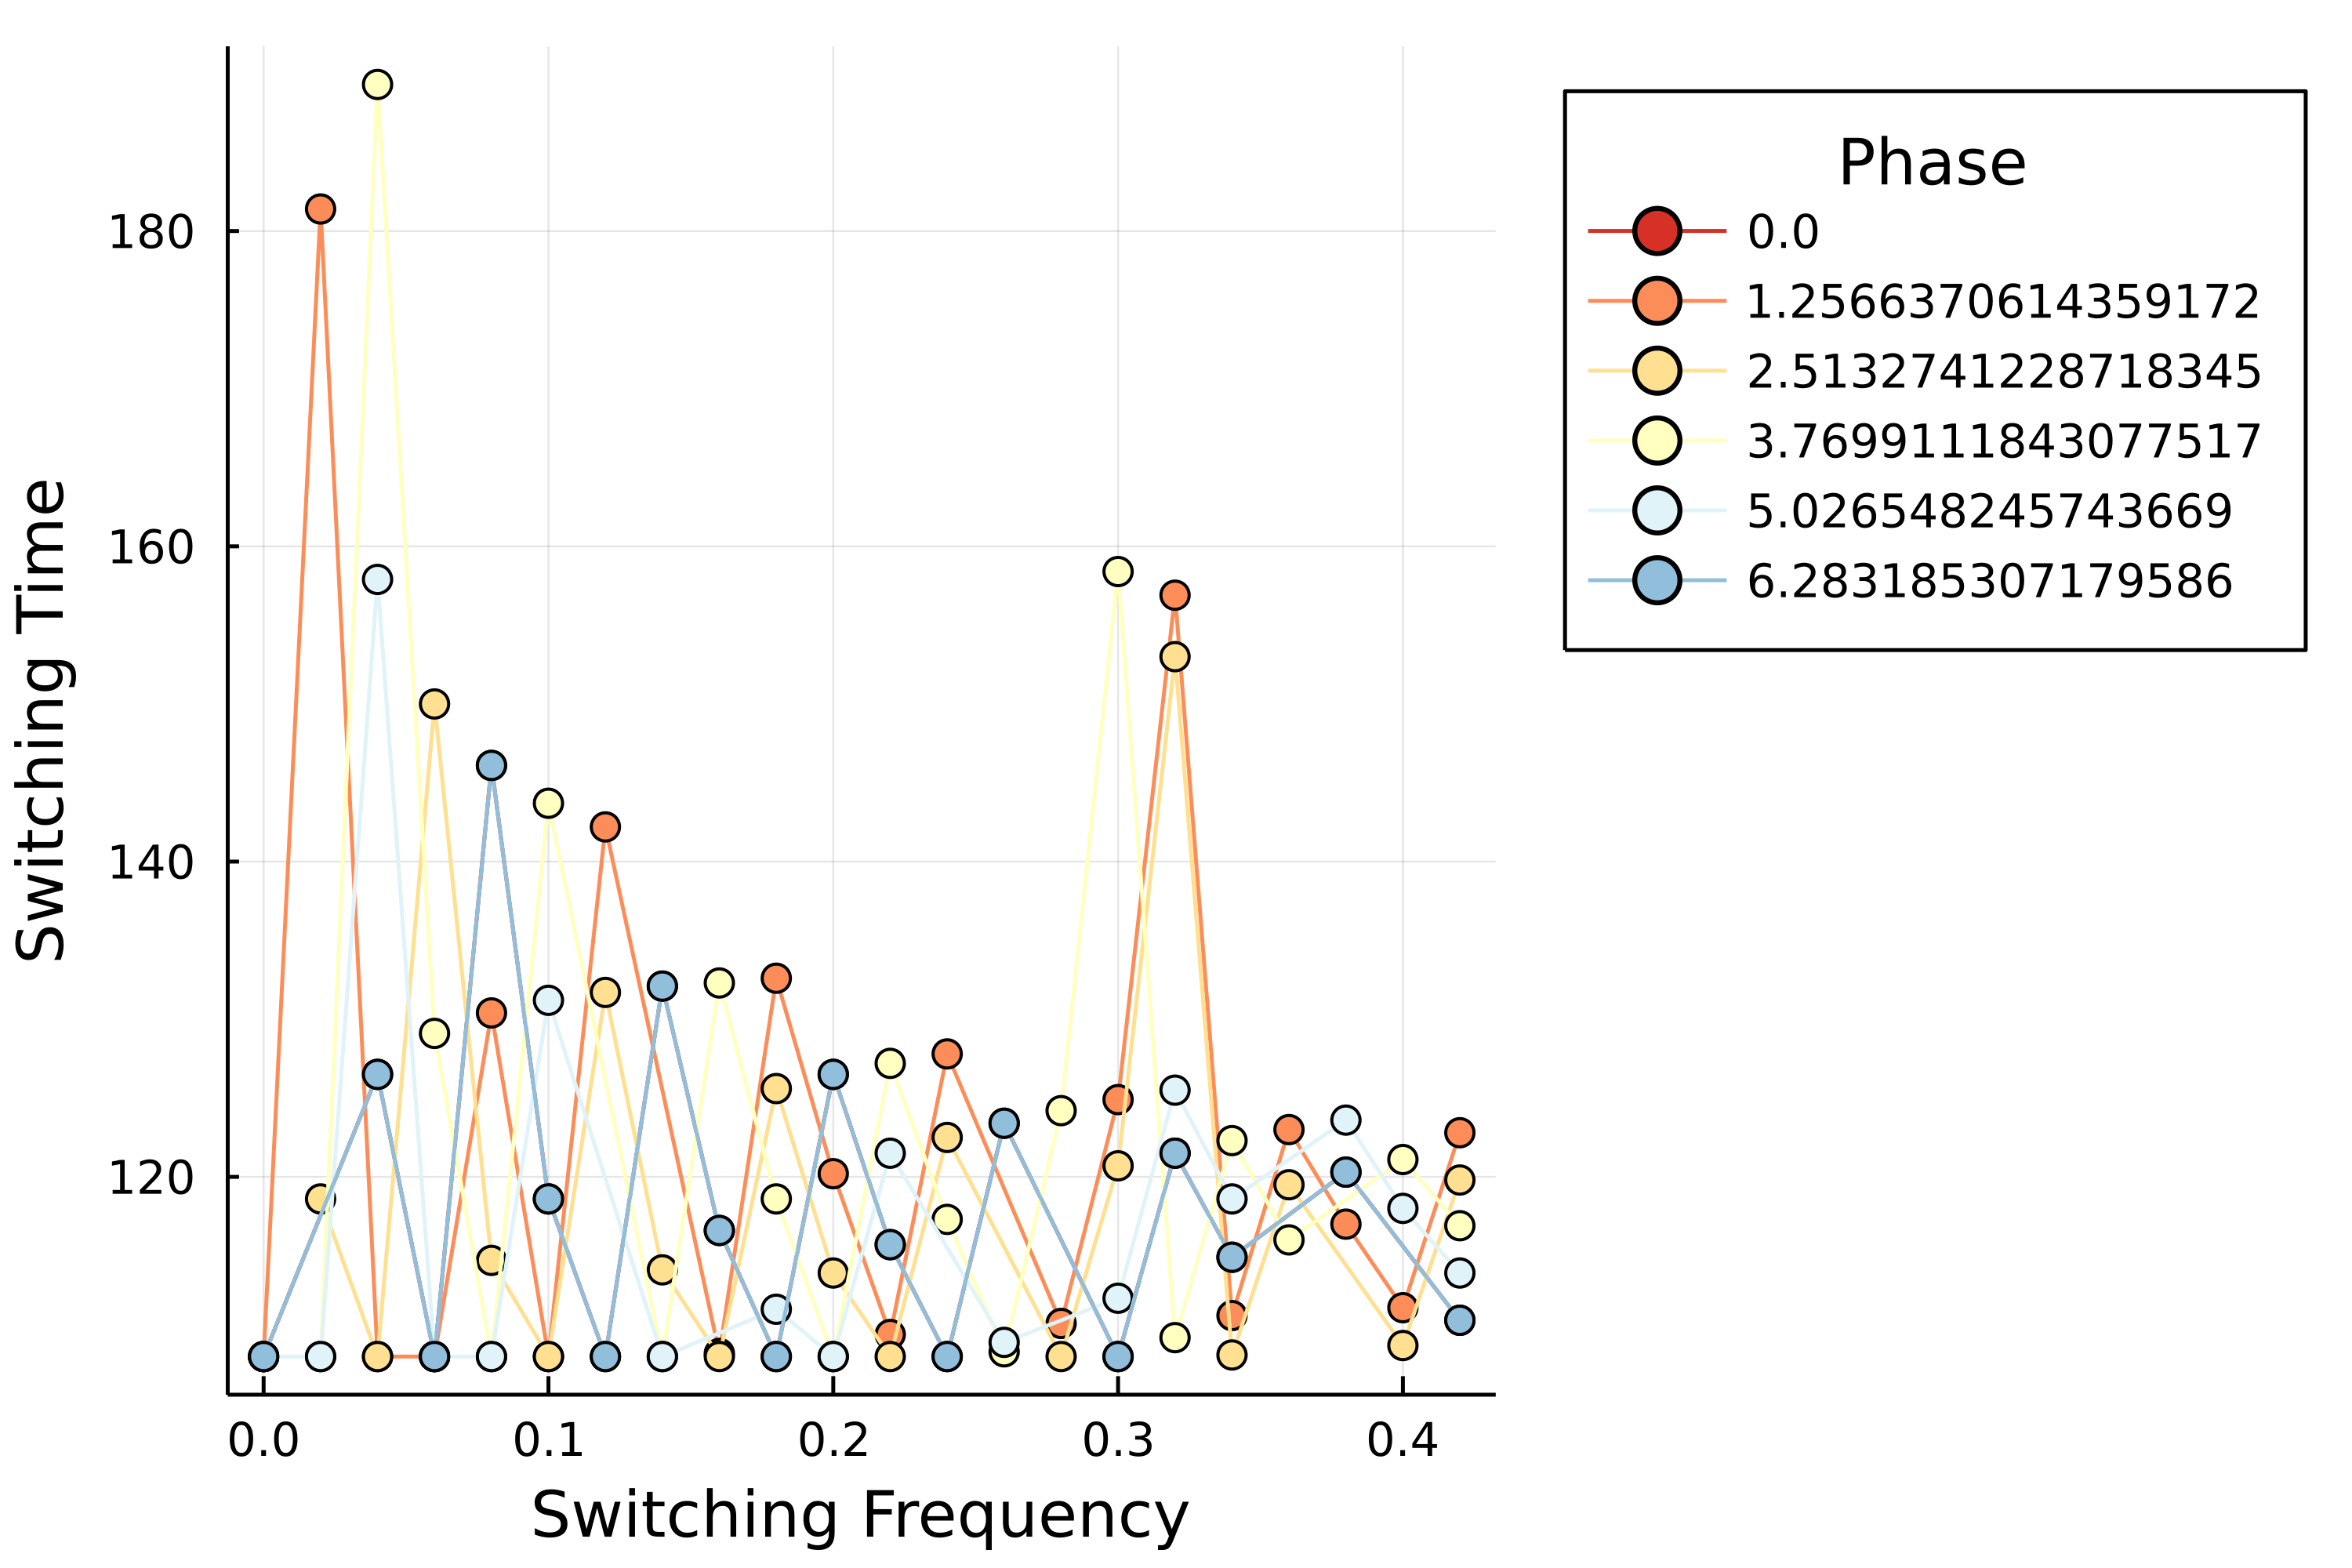 Phase
0.0
1.2566370614359172
2.5132741228718345
3.7699111843077517
5.026548245743669
6.283185307179586
180
160
140
120
Switching Time
0.0 0.1 0.2 0.3 0.4
Switching Frequency